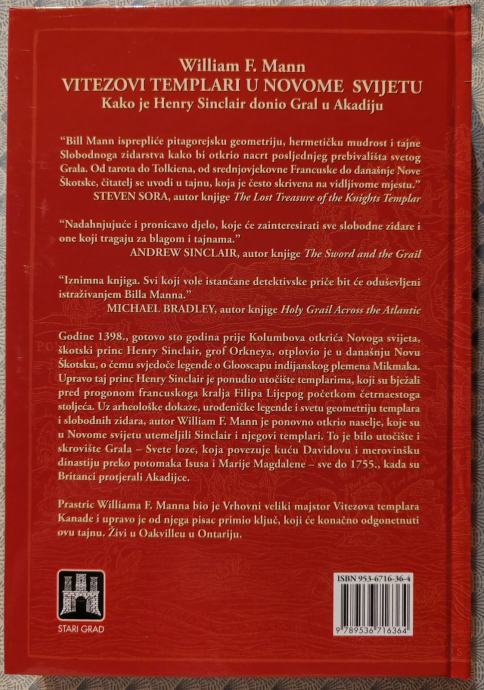 William F. Mann
VITEZOVI TEMPLARI U NOVOME SVIJETU
Kako je Henry Sinclair donio Gral u Akadiju
"Bill Mann isprepliće pitagorejsku geometriju, hermetičku mudrost i tajne
Slobodnoga zidarstva kako bi otkrio nacrt posljednjeg prebivališta svetog
Grala. Od tarota do Tolkiena, od srednjovjekovne Francuske do današnje Nove
Škotske, čitatelj se uvodi u tajnu, koja je često skrivena na vidljivome mjestu."
STEVEN SORA, autor knjige The Lost Treasure of the Knights Templar
"Nadahnjujuće i pronicavo djelo, koje će zainteresirati sve slobodne zidare i
one koji tragaju za blagom i tajnama."
ANDREW SINCLAIR, autor knjige The Sword and the Grail
"Iznimna knjiga. Svi koji vole istančane detektivske priče bit će oduševljeni
istraživanjem Billa Manna."
MICHAEL BRADLEY, autor knjige Holy Grail Across the Atlantic
Godine 1398., gotovo sto godina prije Kolumbova otkrića Novoga svijeta,
škotski princ Henry Sinclair, grof Orkneya, otplovio je u današnju Novu
Škotsku, o čemu svjedoče legende o Glooscapu indijanskog plemena Mikmaka.
Upravo taj princ Henry Sinclair je ponudio utočište templarima, koji su bježali
pred progonom francuskoga kralja Filipa Lijepog početkom četrnaestoga
stoljeća. Uz arheološke dokaze, urođeničke legende i svetu geometriju templara
i slobodnih zidara, autor William F. Mann je ponovno otkrio naselje, koje su
u Novome svijetu utemeljili Sinclair i njegovi templari. To je bilo utočište i
skrovište Grala – Svete loze, koja povezuje kuću Davidovu i merovinšku
dinastiju preko potomaka Isusa i Marije Magdalene – sve do 1755., kada su
Britanci protjerali Akadijce.
Prastric Williama F. Manna bio je Vrhovni veliki majstor Vitezova templara
Kanade i upravo je od njega pisac primio ključ, koji će konačno odgonetnuti
ovu tajnu. Živi u Oakvilleu u Ontariju.
STARI GRAD
ISBN 953-6716-36-4
9 789536 716364